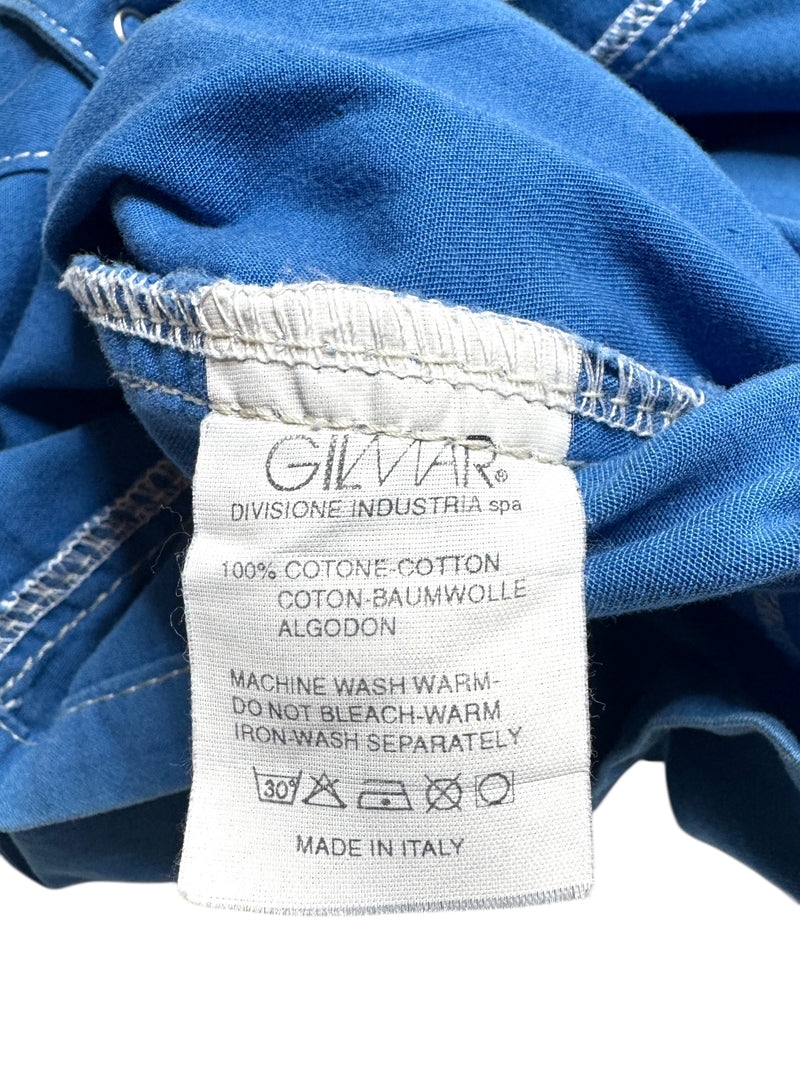 GILMAR®
DIVISIONE INDUSTRIA spa
100% COTONE-COTTON
COTON-BAUMWOLLE
ALGODON
MACHINE WASH WARM-
DO NOT BLEACH-WARM
IRON-WASH SEPARATELY
30°
MADE IN ITALY